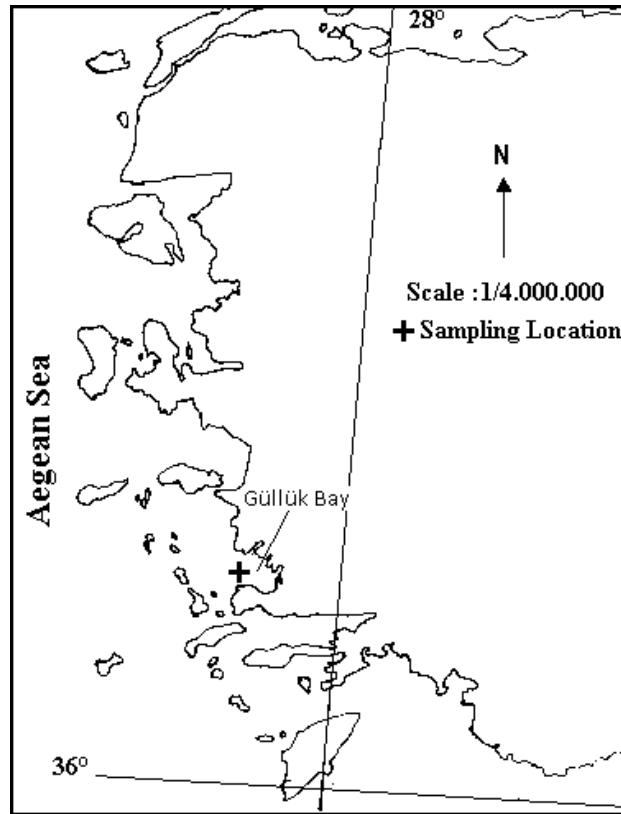 28°
N
Scale :1/4.000.000
+ Sampling Location
Aegean Sea
Güllük Bay
36°